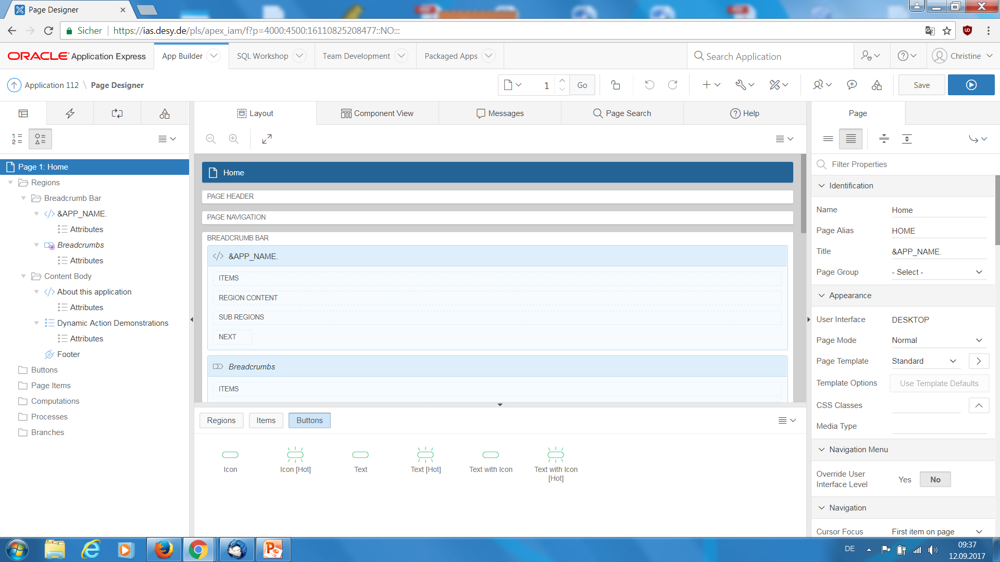 Page Designer
Sicher https://ias.desy.de/pls/apex_iam/f?p=4000:4500:16110825208477::NO:::
ORACLE Application Express App Builder SQL Workshop Team Development Packaged Apps Search Application Christine
Application 112 \ Page Designer 1 Go Save
Layout Component View Messages Page Search Help Page
Page 1: Home
Regions
Breadcrumb Bar
&APP_NAME.
Attributes
Breadcrumbs
Attributes
Content Body
About this application
Attributes
Dynamic Action Demonstrations
Attributes
Footer
Buttons
Page Items
Computations
Processes
Branches
Home
PAGE HEADER
PAGE NAVIGATION
BREADCRUMB BAR
&APP_NAME.
ITEMS
REGION CONTENT
SUB REGIONS
NEXT
Breadcrumbs
ITEMS
Regions Items Buttons
Icon Icon [Hot] Text Text [Hot] Text with Icon Text with Icon
[Hot]
Filter Properties
Identification
Name Home
Page Alias HOME
Title &APP_NAME.
Page Group - Select -
Appearance
User Interface DESKTOP
Page Mode Normal
Page Template Standard
Template Options Use Template Defaults
CSS Classes
Media Type
Navigation Menu
Override User
Interface Level Yes No
Navigation
Cursor Focus First item on page
DE 09:37
12.09.2017